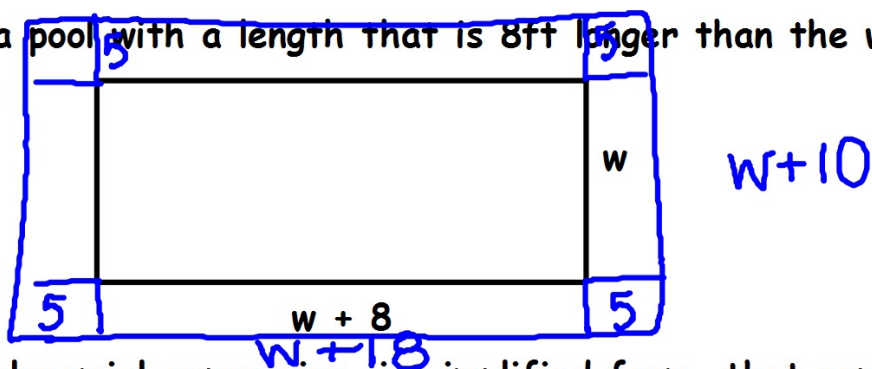 a pool with a length that is 8ft longer than the
5 5
w
w+10
5 5
w + 8
w+18